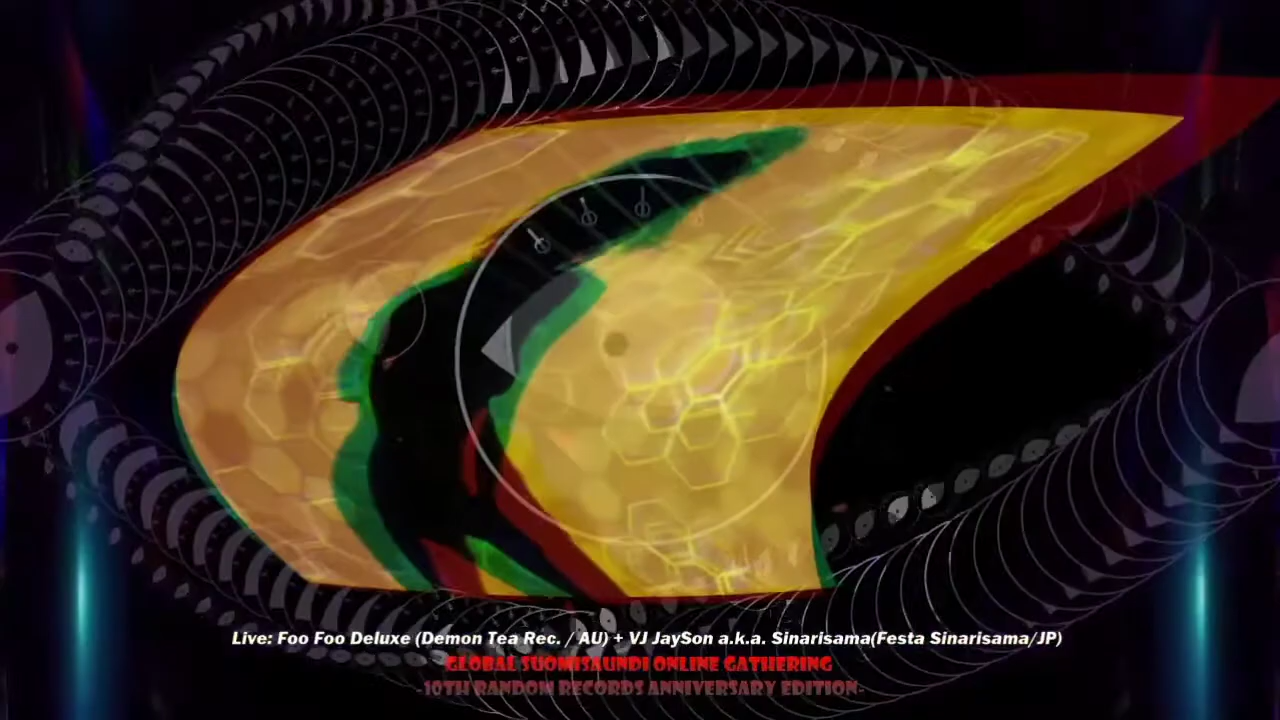 Live: Foo Foo Deluxe (Demon Tea Rec. / AU) + VJ JaySon a.k.a. Sinarisama(Festa Sinarisama/JP)
GLOBAL SUOMISAUNDI ONLINE GATHERING
-10TH RANDOM RECORDS ANNIVERSARY EDITION-